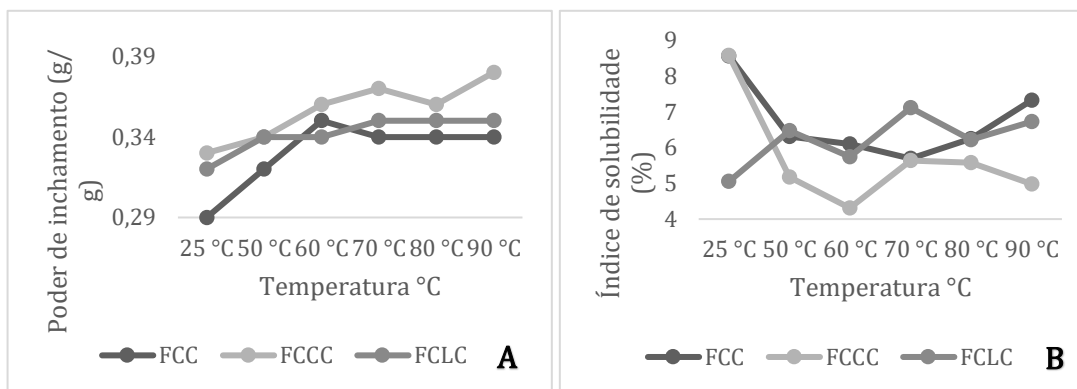 Poder de inchamento (g/
g)
0,39
0,34
0,29
25 °C 50 °C 60 °C 70 °C 80 °C 90 °C
Temperatura °C
FCC FCCC FCLC A
Índice de solubilidade
(%)
9
8
7
6
5
4
25 °C 50 °C 60 °C 70 °C 80 °C 90 °C
Temperatura °C
FCC FCCC FCLC B